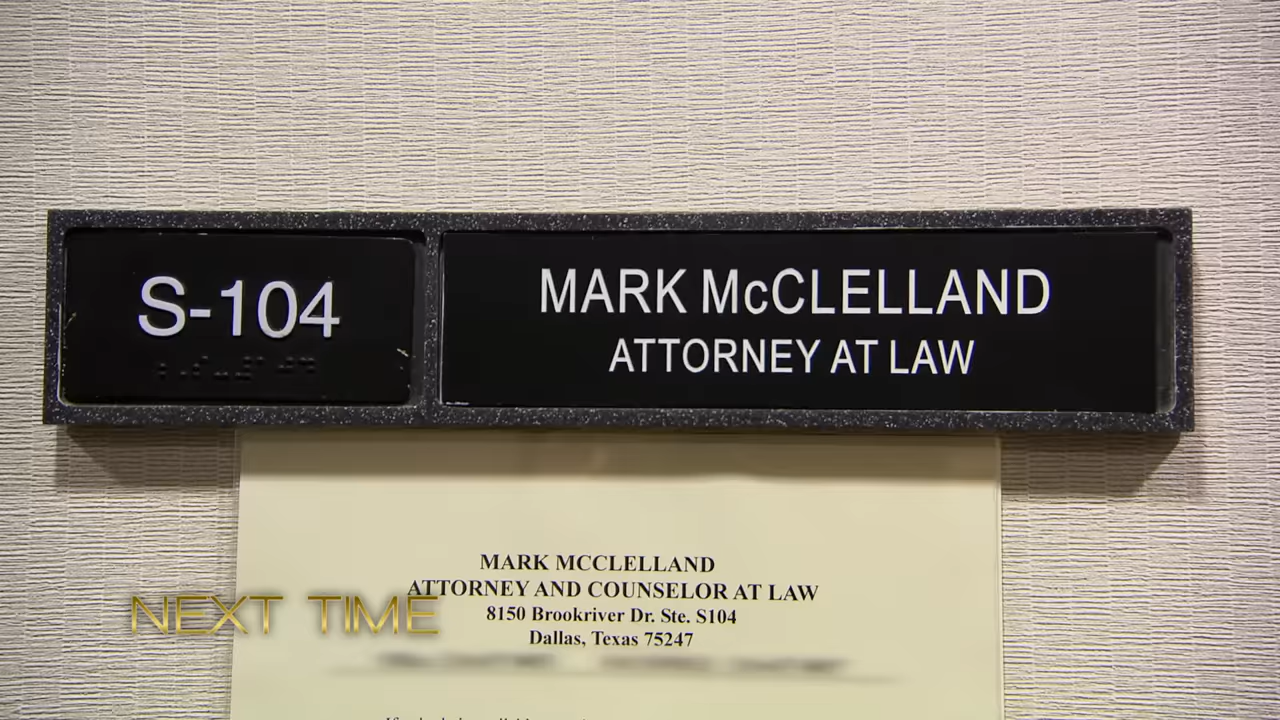 S-104
MARK McCLELLAND
ATTORNEY AT LAW
MARK MCCLELLAND
ATTORNEY AND COUNSELOR AT LAW
8150 Brookriver Dr. Ste. S104
Dallas, Texas 75247
NEXT TIME